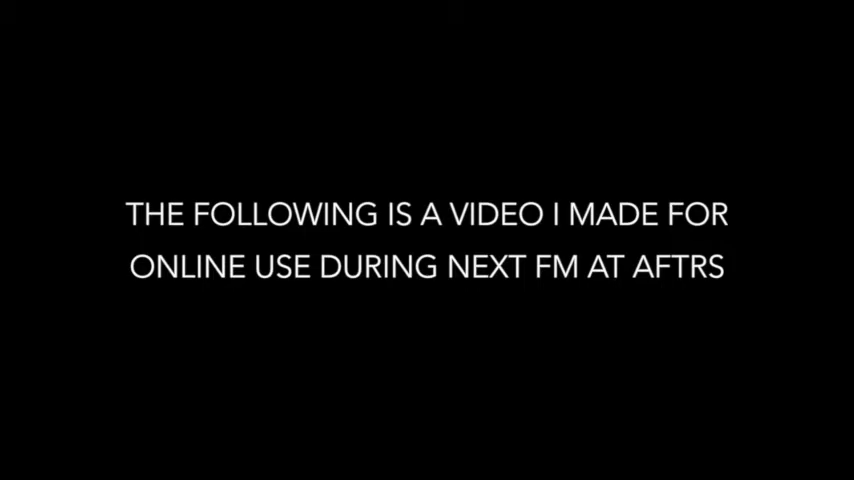 THE FOLLOWING IS A VIDEO I MADE FOR
ONLINE USE DURING NEXT FM AT AFTRS